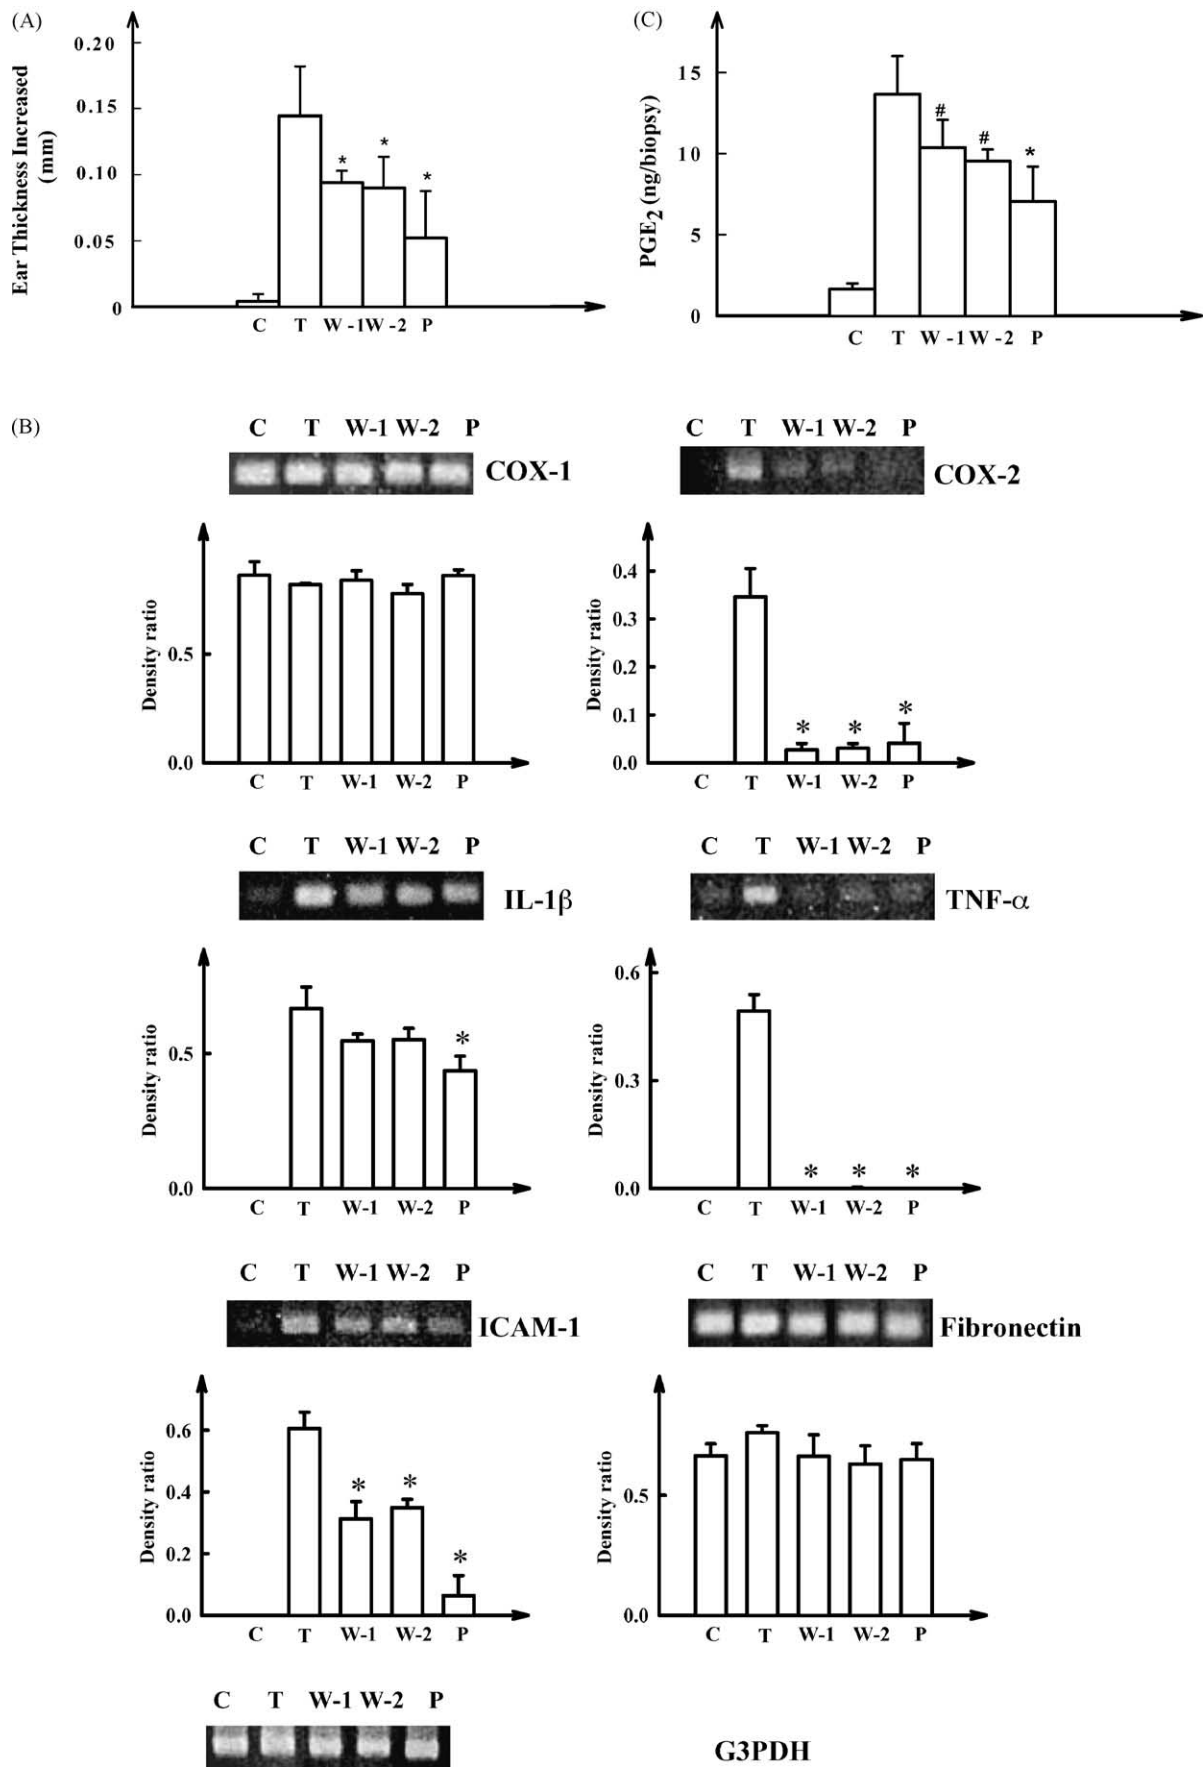 (A)
Ear Thickness Increased
(mm)
0.20
0.15
0.10
0.05
0
* * *
C T W -1 W -2 P
(C)
PGE2 (ng/biopsy)
15
10
5
0
# # *
C T W -1 W -2 P
(B)
C T W-1 W-2 P
COX-1
Density ratio
0.5
0.0
C T W-1 W-2 P
C T W-1 W-2 P
COX-2
Density ratio
0.4
0.3
0.2
0.1
0.0
* * *
C T W-1 W-2 P
C T W-1 W-2 P
IL-1β
Density ratio
0.5
0.0
*
C T W-1 W-2 P
C T W-1 W-2 P
TNF-α
Density ratio
0.6
0.3
0.0
* * *
C T W-1 W-2 P
C T W-1 W-2 P
ICAM-1
Density ratio
0.6
0.4
0.2
0.0
* * *
C T W-1 W-2 P
C T W-1 W-2 P
Fibronectin
Density ratio
0.5
0.0
C T W-1 W-2 P
C T W-1 W-2 P
G3PDH